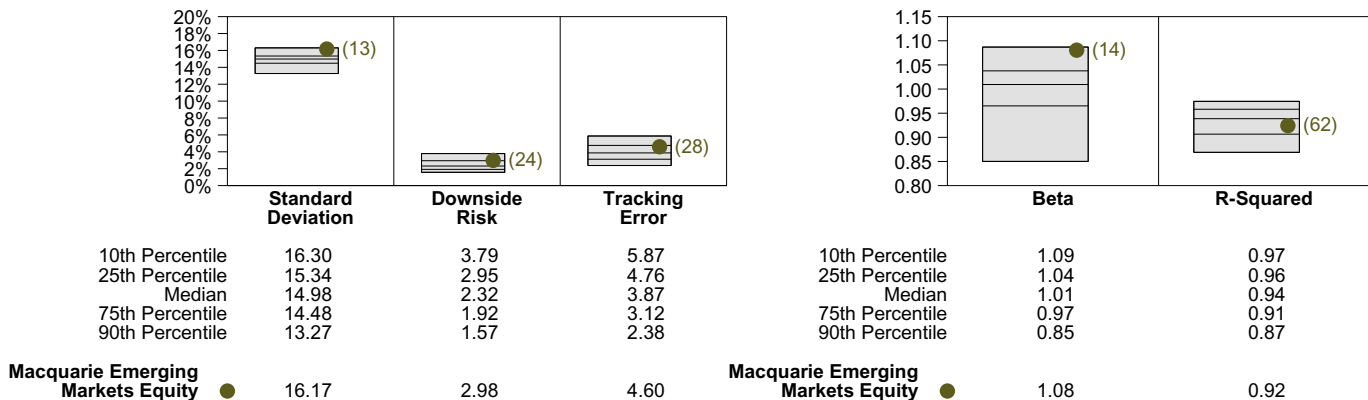 20%
18%
16%
14%
12%
10%
8%
6%
4%
2%
0%
(13)
(24)
(28)
Standard Deviation
Downside Risk
Tracking Error
10th Percentile 16.30 3.79 5.87
25th Percentile 15.34 2.95 4.76
Median 14.98 2.32 3.87
75th Percentile 14.48 1.92 3.12
90th Percentile 13.27 1.57 2.38
Macquarie Emerging
Markets Equity 16.17 2.98 4.60
1.15
1.10
1.05
1.00
0.95
0.90
0.85
0.80
(14)
(62)
Beta R-Squared
10th Percentile 1.09 0.97
25th Percentile 1.04 0.96
Median 1.01 0.94
75th Percentile 0.97 0.91
90th Percentile 0.85 0.87
Macquarie Emerging
Markets Equity 1.08 0.92